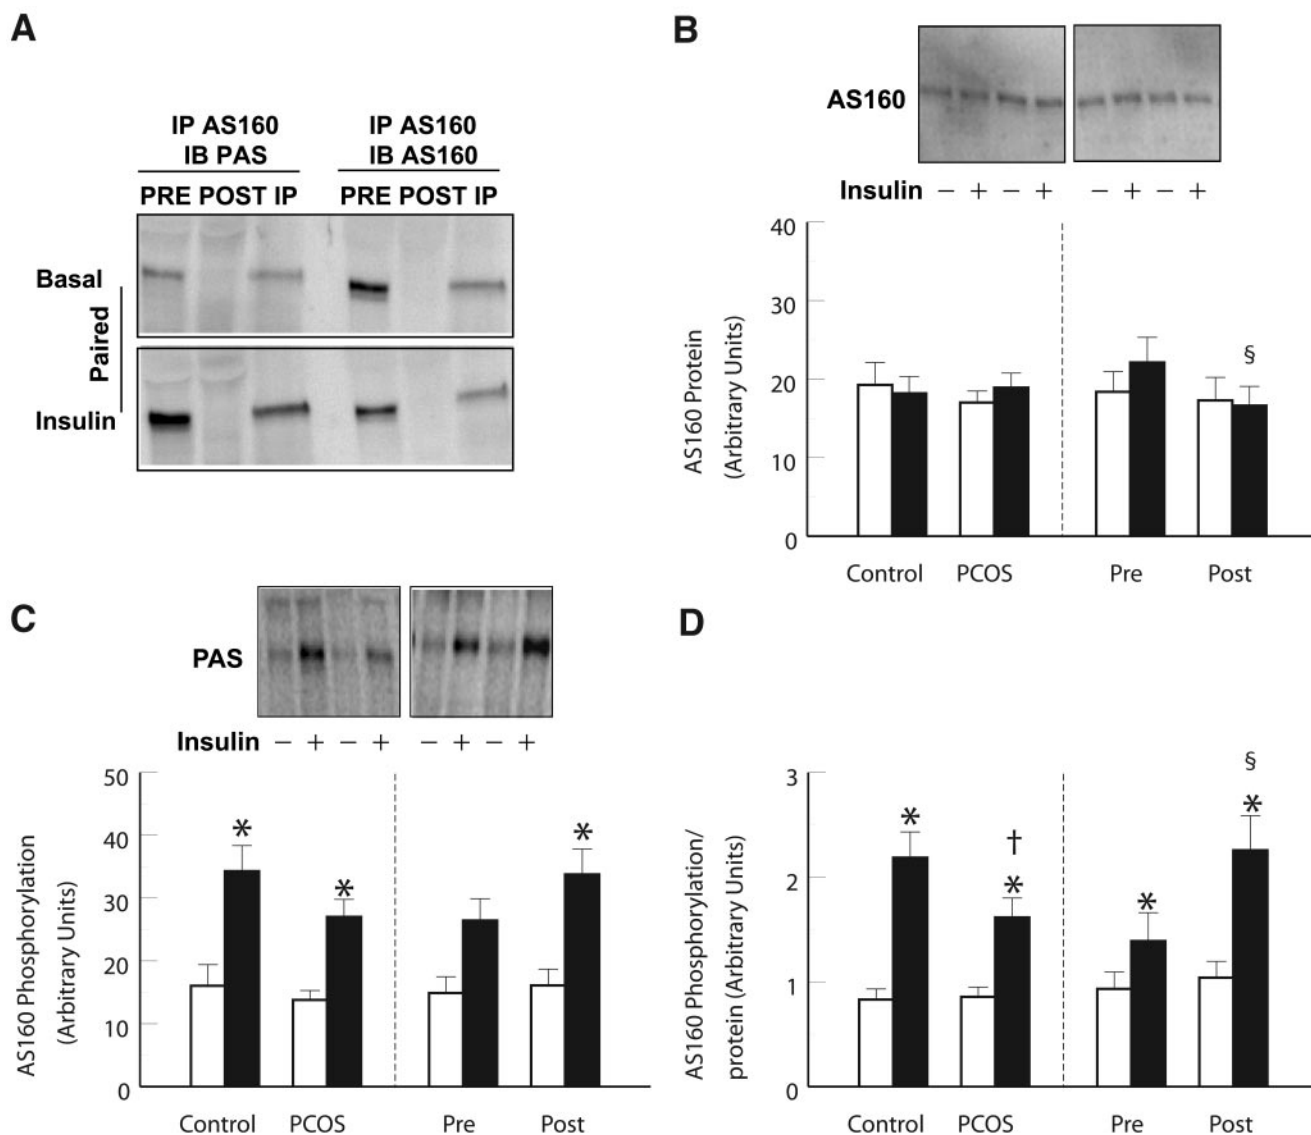 A
IP AS160 IP AS160
IB PAS IB AS160
PRE POST IP PRE POST IP
Basal
Paired
Insulin
B
AS160
Insulin − + − + − + − +
AS160 Protein
(Arbitrary Units)
40
30
20
10
0
§
Control PCOS Pre Post
C
PAS
Insulin − + − + − + − +
AS160 Phosphorylation
(Arbitrary Units)
50
40
30
20
10
0
* * *
Control PCOS Pre Post
D
AS160 Phosphorylation/
protein (Arbitrary Units)
3
2
1
0
§
* † * * *
Control PCOS Pre Post